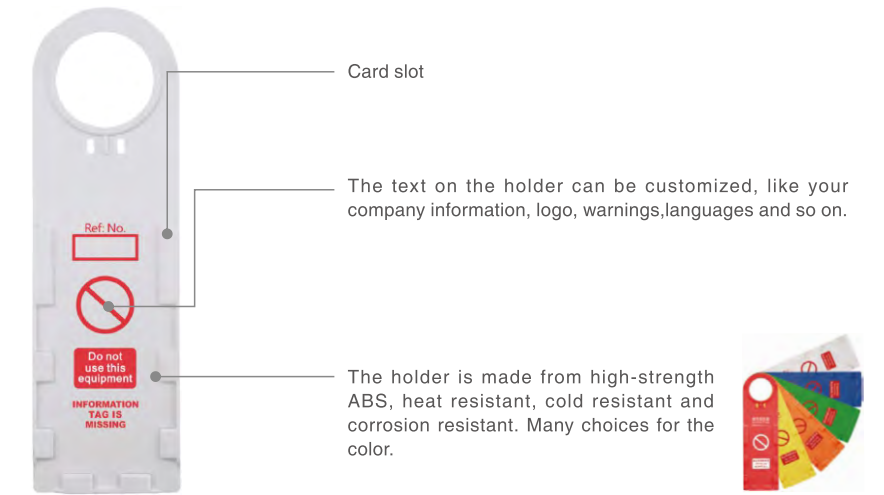 Card slot
The text on the holder can be customized, like your
company information, logo, warnings,languages and so on.
Ref: No.
Do not
use this
equipment
INFORMATION
TAG IS
MISSING
The holder is made from high-strength
ABS, heat resistant, cold resistant and
corrosion resistant. Many choices for the
color.